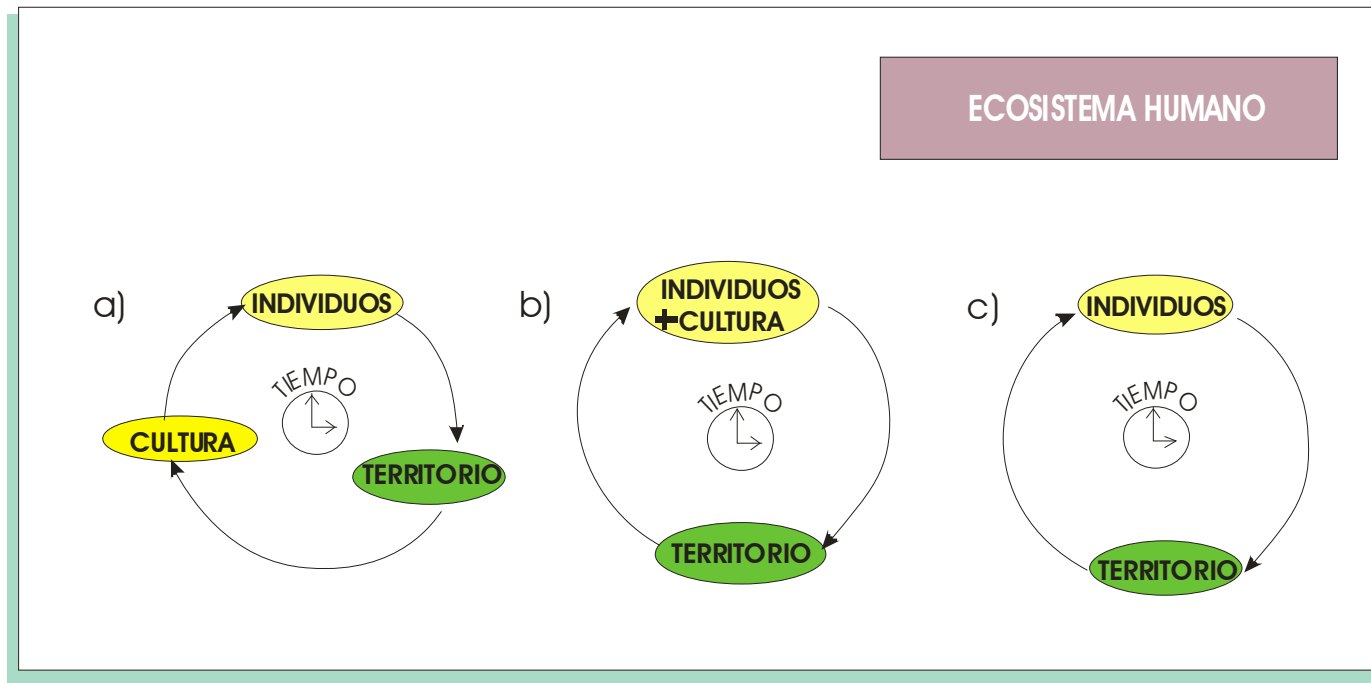 ECOSISTEMA HUMANO
a)
INDIVIDUOS
TIEMPO
CULTURA
TERRITORIO
b)
INDIVIDUOS
+CULTURA
TIEMPO
TERRITORIO
c)
INDIVIDUOS
TIEMPO
TERRITORIO